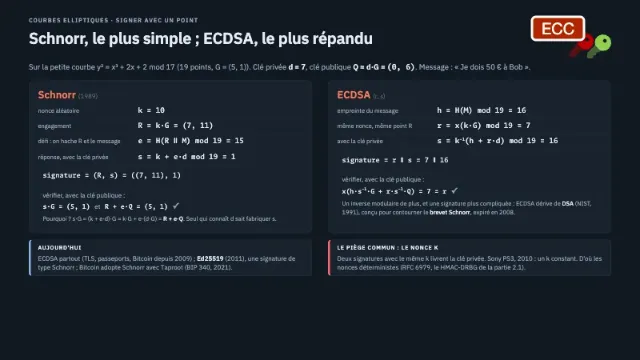 COURBES ELLIPTIQUES · SIGNER AVEC UN POINT
ECC
Schnorr, le plus simple ; ECDSA, le plus répandu
Sur la petite courbe y² = x³ + 2x + 2 mod 17 (19 points, G = (5, 1)). Clé privée d = 7, clé publique Q = d·G = (0, 6). Message : « Je dois 50 € à Bob ».
Schnorr (1989)
nonce aléatoire k = 10
engagement R = k·G = (7, 11)
défi : on hache R et le message e = H(R ‖ M) mod 19 = 15
réponse, avec la clé privée s = k + e·d mod 19 = 1
signature = (R, s) = ((7, 11), 1)
vérifier, avec la clé publique :
s·G = (5, 1) et R + e·Q = (5, 1) ✓
Pourquoi ? s·G = (k + e·d)·G = k·G + e·(d·G) = R + e·Q. Seul qui connaît d sait fabriquer s.
ECDSA (r, s)
empreinte du message h = H(M) mod 19 = 16
même nonce, même point R r = x(k·G) mod 19 = 7
avec la clé privée s = k⁻¹(h + r·d) mod 19 = 16
signature = r ‖ s = 7 ‖ 16
vérifier, avec la clé publique :
x(h·s⁻¹·G + r·s⁻¹·Q) = 7 = r ✓
Un inverse modulaire de plus, et une signature plus compliquée : ECDSA dérive de DSA (NIST,
1991), conçu pour contourner le brevet Schnorr, expiré en 2008.
AUJOURD'HUI
ECDSA partout (TLS, passeports, Bitcoin depuis 2009) ; Ed25519 (2011), une signature de
type Schnorr ; Bitcoin adopte Schnorr avec Taproot (BIP 340, 2021).
LE PIÈGE COMMUN : LE NONCE K
Deux signatures avec le même k livrent la clé privée. Sony PS3, 2010 : un k constant. D'où les
nonces déterministes (RFC 6979, le HMAC-DRBG de la partie 2.1).